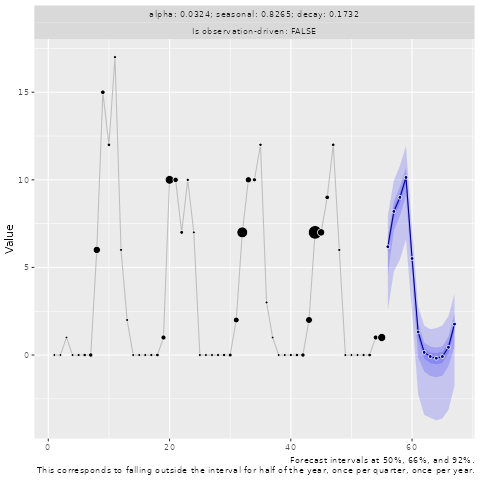 alpha: 0.0324; seasonal: 0.8265; decay: 0.1732
Is observation-driven: FALSE
Value
15
10
5
0
0 20 40 60
Forecast intervals at 50%, 66%, and 92%.
This corresponds to falling outside the interval for half of the year, once per quarter, once per year.